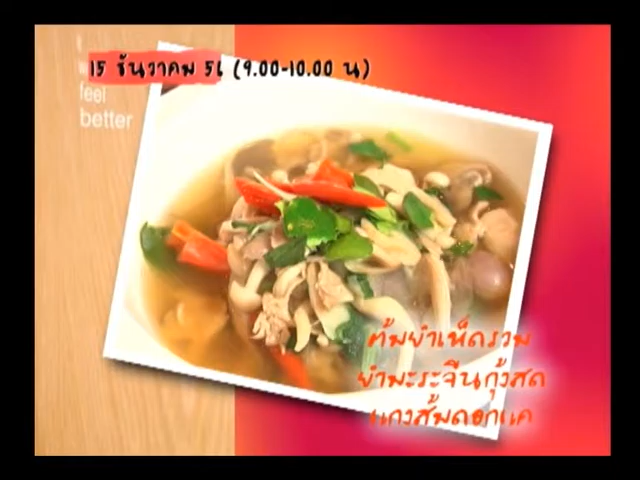 15 ธันวาคม 56 (9.00-10.00 น)
feel
better
ต้มยำเห็ดรวม
ยำมะระจีนกุ้งสด
แกงส้มดอกแค